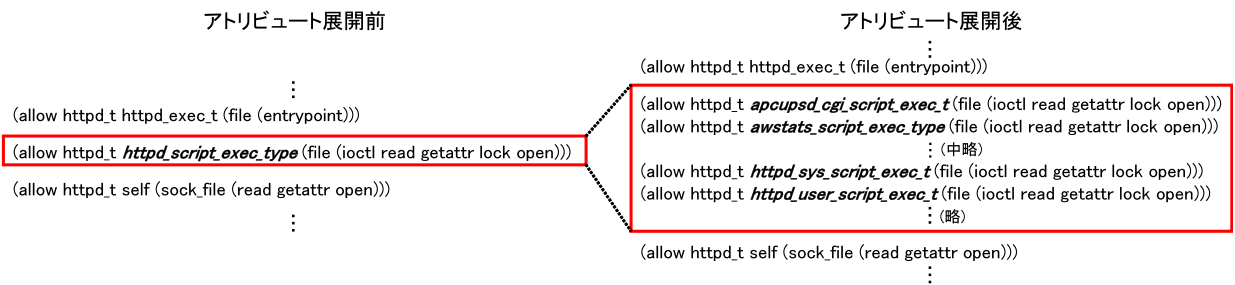 アトリビュート展開前
⋮
(allow httpd_t httpd_exec_t (file (entrypoint)))
(allow httpd_t httpd_script_exec_type (file (ioctl read getattr lock open)))
(allow httpd_t self (sock_file (read getattr open)))
⋮
アトリビュート展開後
⋮
(allow httpd_t httpd_exec_t (file (entrypoint)))
(allow httpd_t apcupsd_cgi_script_exec_t (file (ioctl read getattr lock open)))
(allow httpd_t awstats_script_exec_type (file (ioctl read getattr lock open)))
⋮(中略)
(allow httpd_t httpd_sys_script_exec_t (file (ioctl read getattr lock open)))
(allow httpd_t httpd_user_script_exec_t (file (ioctl read getattr lock open)))
⋮(略)
(allow httpd_t self (sock_file (read getattr open)))
⋮